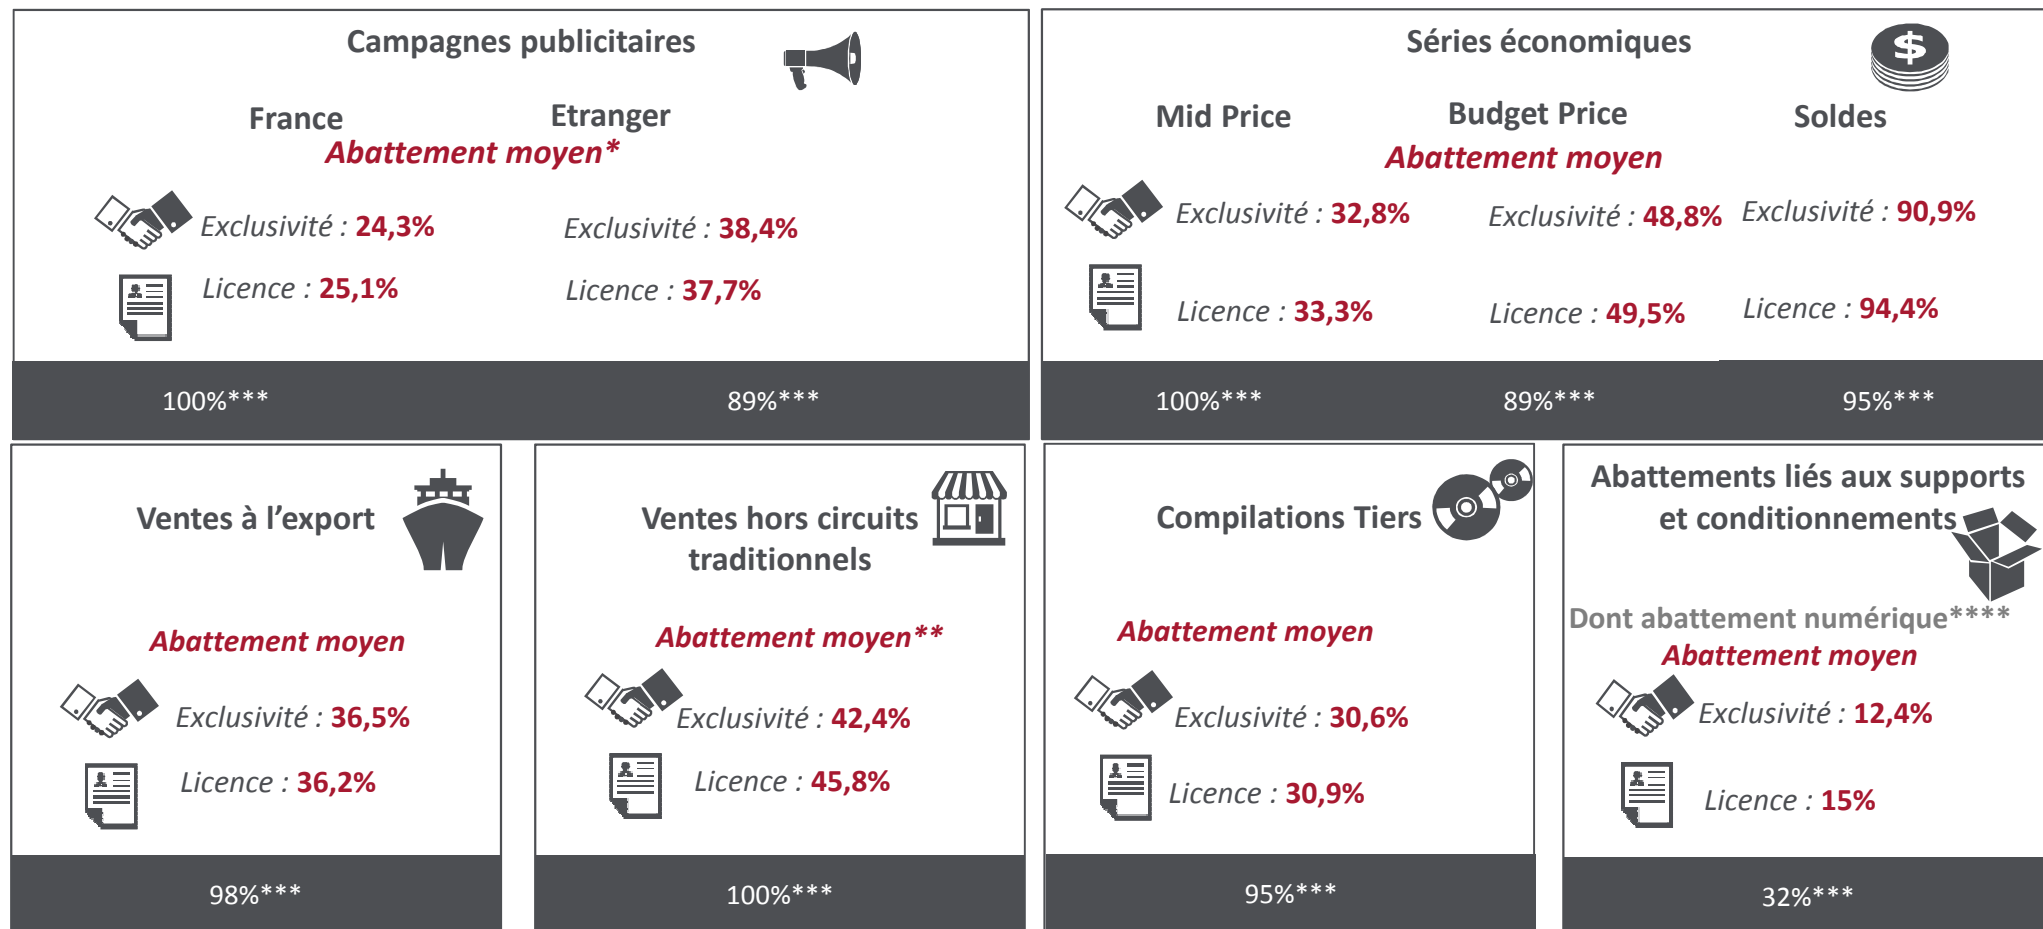 Campagnes publicitaires
France Etranger
Abattement moyen*
Exclusivité : 24,3% Exclusivité : 38,4%
Licence : 25,1% Licence : 37,7%
100%*** 89%***
Séries économiques
$
Mid Price Budget Price Soldes
Abattement moyen
Exclusivité : 32,8% Exclusivité : 48,8% Exclusivité : 90,9%
Licence : 33,3% Licence : 49,5% Licence : 94,4%
100%*** 89%*** 95%***
Ventes à l'export
Abattement moyen
Exclusivité : 36,5%
Licence : 36,2%
98%***
Ventes hors circuits
traditionnels
Abattement moyen**
Exclusivité : 42,4%
Licence : 45,8%
100%***
Compilations Tiers
Abattement moyen
Exclusivité : 30,6%
Licence : 30,9%
95%***
Abattements liés aux supports
et conditionnements
Dont abattement numérique****
Abattement moyen
Exclusivité : 12,4%
Licence : 15%
32%***